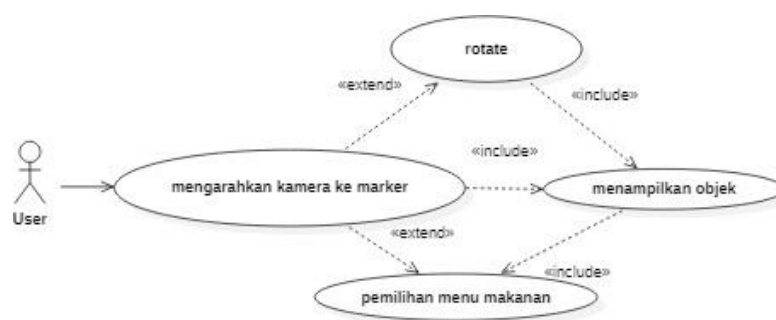 rotate
«extend»
«include»
«include»
mengarahkan kamera ke marker
menampilkan objek
User
«extend»
«include»
pemilihan menu makanan